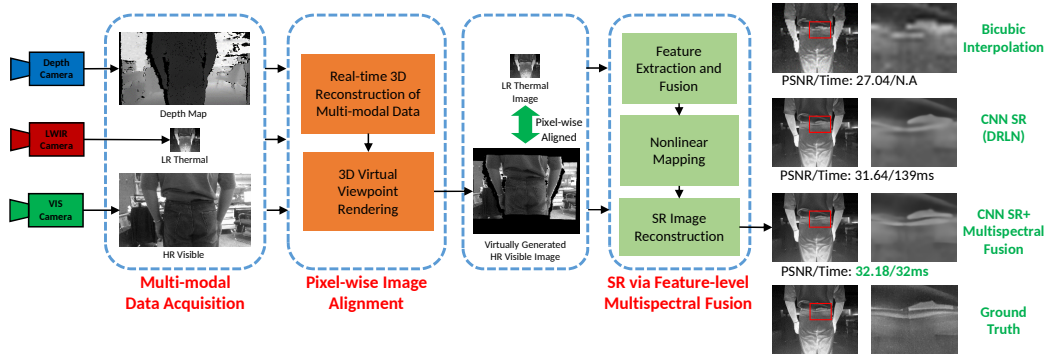 Depth
Camera
LWIR
Camera
VIS
Camera
Depth Map
LR Thermal
HR Visible
Multi-modal
Data Acquisition
Real-time 3D
Reconstruction of
Multi-modal Data
3D Virtual
Viewpoint
Rendering
Pixel-wise Image
Alignment
LR Thermal
Image
Pixel-wise
Aligned
Virtually Generated
HR Visible Image
Feature
Extraction and
Fusion
Nonlinear
Mapping
SR Image
Reconstruction
SR via Feature-level
Multispectral Fusion
Bicubic
Interpolation
PSNR/Time: 27.04/N.A
CNN SR
(DRLN)
PSNR/Time: 31.64/139ms
CNN SR+
Multispectral
Fusion
PSNR/Time: 32.18/32ms
Ground
Truth